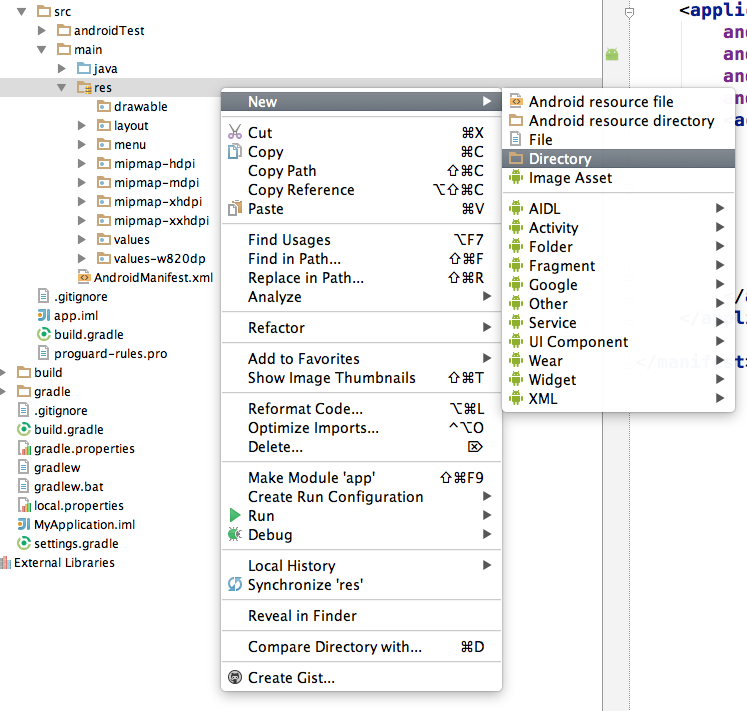 src
androidTest
main
java
res
drawable
layout
menu
mipmap-hdpi
mipmap-mdpi
mipmap-xhdpi
mipmap-xxhdpi
values
values-w820dp
AndroidManifest.xml
.gitignore
app.iml
build.gradle
proguard-rules.pro
build
gradle
.gitignore
build.gradle
gradle.properties
gradlew
gradlew.bat
local.properties
MyApplication.iml
settings.gradle
External Libraries
New
Cut ⌘X
Copy ⌘C
Copy Path ⇧⌘C
Copy Reference ⌥⇧⌘C
Paste ⌘V
Find Usages ⌥F7
Find in Path... ⇧⌘F
Replace in Path... ⇧⌘R
Analyze
Refactor
Add to Favorites
Show Image Thumbnails ⇧⌘T
Reformat Code... ⌥⌘L
Optimize Imports... ^⌥O
Delete... ⌦
Make Module 'app' ⇧⌘F9
Create Run Configuration
Run
Debug
Local History
Synchronize 'res'
Reveal in Finder
Compare Directory with... ⌘D
Create Gist...
Android resource file
Android resource directory
File
Directory
Image Asset
AIDL
Activity
Folder
Fragment
Google
Other
Service
UI Component
Wear
Widget
XML
<applic
and
and
and